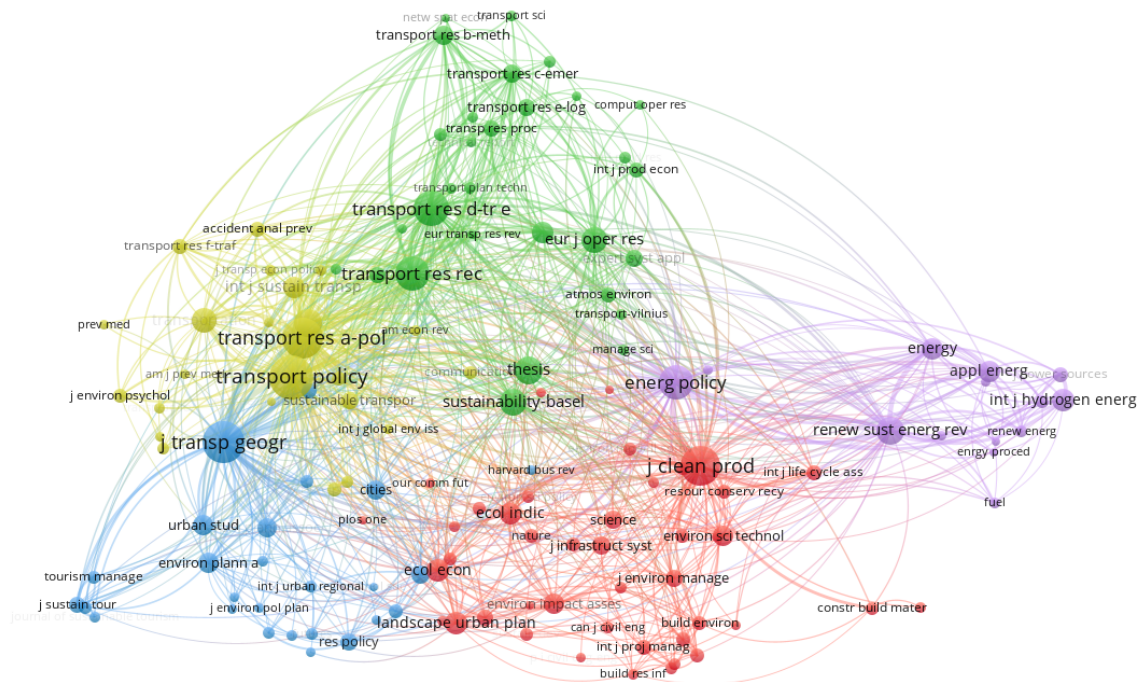 netw spat econ
transport sci
transport res b-meth
transport res c-emer
transport res e-log
comput oper res
transp res proc
int j prod econ
transport plan techn
transport res d-tr e
accident anal prev
eur transp res rev
eur j oper res
transport res f-traf
expert syst appl
j transp econ policy
transport res rec
int j sustain transp
atmos environ
transport-vilnius
prev med
am econ rev
transport res a-pol
manage sci
energy
thesis
communication
appl energ
power sources
am j prev med
transport policy
energ policy
j environ psychol
sustainable transpor
sustainability-basel
int j hydrogen energ
int j global env iss
renew sust energ rev
renew energ
j transp geogr
enrgy proced
harvard bus rev
j clean prod
int j life cycle ass
our comm fut
cities
resour conserv recy
fuel
plos one
ecol indic
science
urban stud
nature
environ sci technol
j infrastruct syst
environ plann a
ecol econ
tourism manage
int j urban regional
j environ manage
j sustain tour
j environ pol plan
environ impact asses
constr build mater
journal of sustainable tourism
landscape urban plan
can j civil eng
build environ
res policy
int j proj manag
build res inf